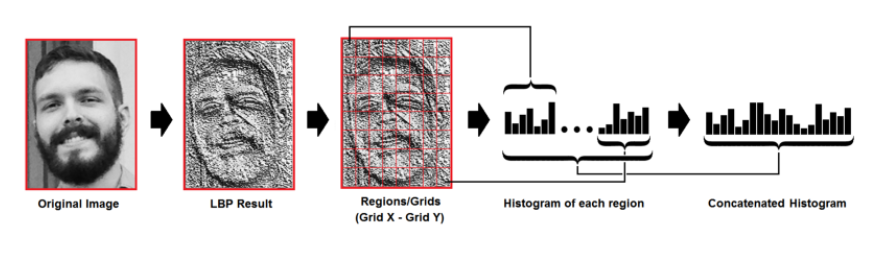 Original Image
LBP Result
Regions/Grids
(Grid X - Grid Y)
Histogram of each region
Concatenated Histogram